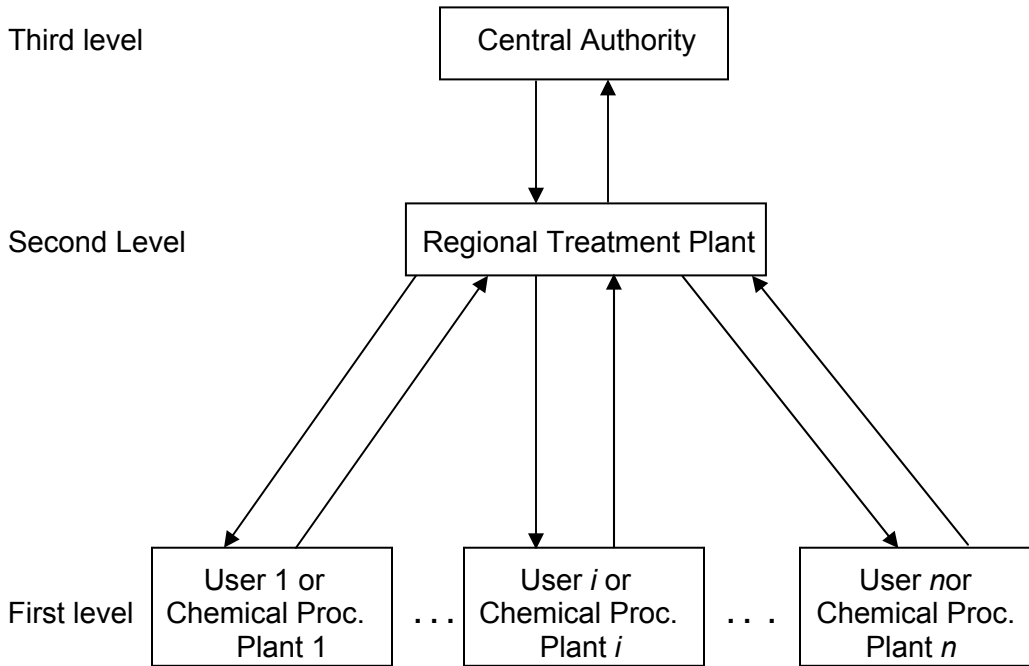 Third level
Central Authority
Second Level
Regional Treatment Plant
First level
User 1 or
Chemical Proc.
Plant 1
. . .
User i or
Chemical Proc.
Plant i
. . .
User nor
Chemical Proc.
Plant n